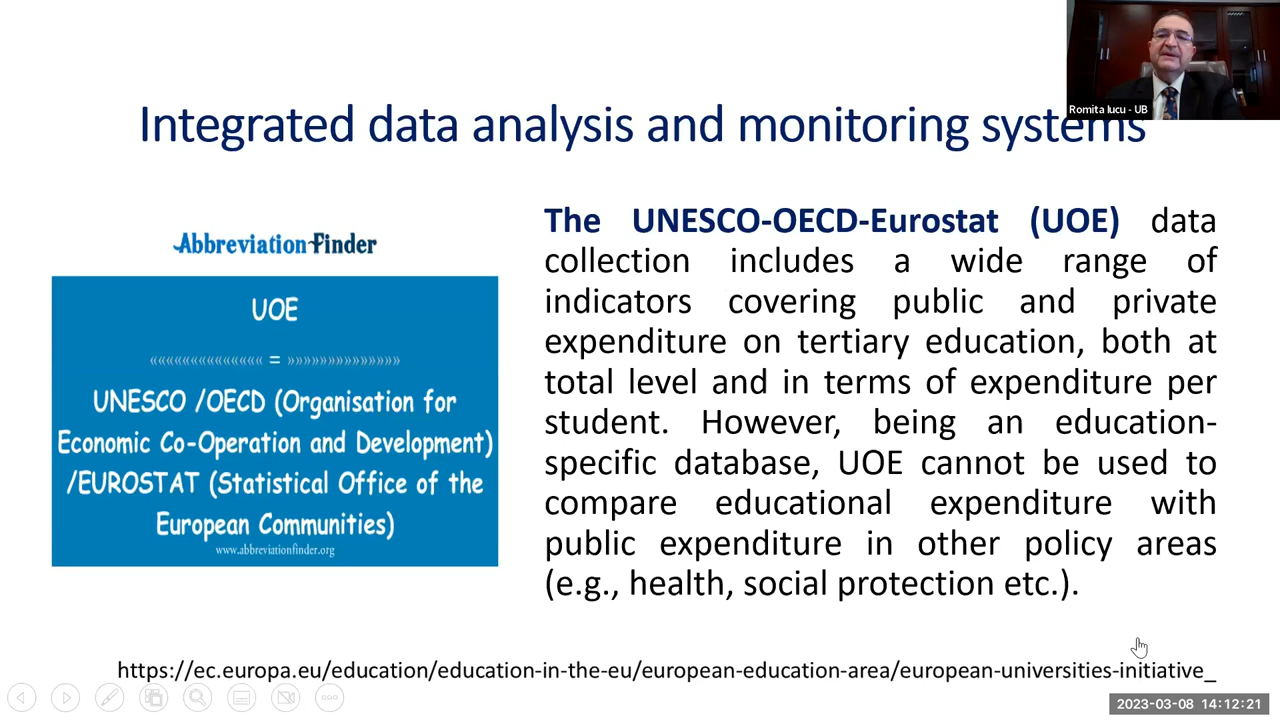 Romita Iucu - UB
Integrated data analysis and monitoring systems
Abbreviation Finder
UOE
«««««««««««««« = »»»»»»»»»»»»»»
UNESCO /OECD (Organisation for
Economic Co-Operation and Development)
/EUROSTAT (Statistical Office of the
European Communities)
www.abbreviationfinder.org
The UNESCO-OECD-Eurostat (UOE) data
collection includes a wide range of
indicators covering public and private
expenditure on tertiary education, both at
total level and in terms of expenditure per
student. However, being an education-
specific database, UOE cannot be used to
compare educational expenditure with
public expenditure in other policy areas
(e.g., health, social protection etc.).
https://ec.europa.eu/education/education-in-the-eu/european-education-area/european-universities-initiative_
2023-03-08 14:12:21